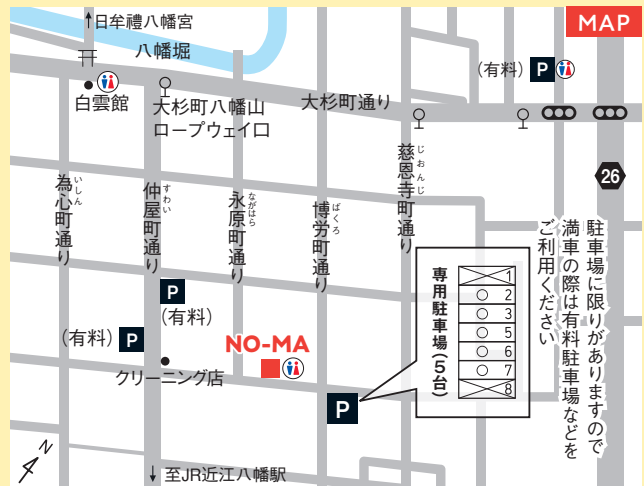 MAP
日牟禮八幡宮
八幡堀
(有料) P
白雲館
大杉町八幡山
ロープウェイ口
大杉町通り
26
いしん
為心町通り
すわい
仲屋町通り
ながはら
永原町通り
ばくろ
博労町通り
じおんじ
慈恩寺町通り
駐車場に限りがありますので
満車の際は有料駐車場などを
ご利用ください
専用駐車場(5台)
1
2
3
5
6
7
8
P
(有料)
(有料) P
NO-MA
クリーニング店
P
N
至JR近江八幡駅